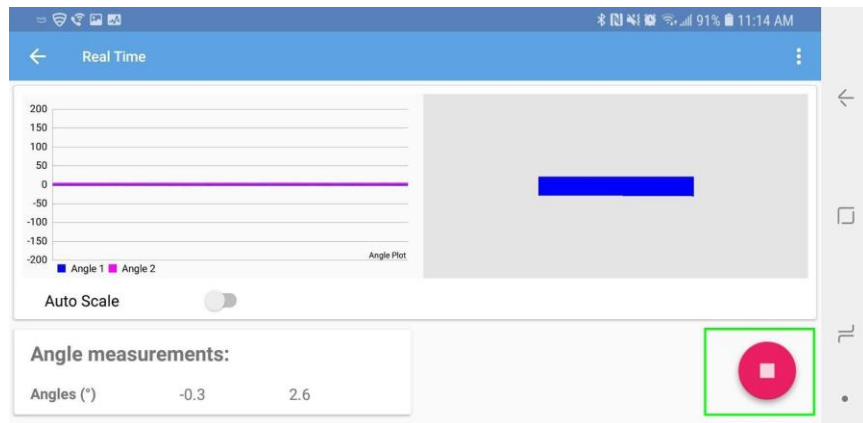 91% 11:14 AM
Real Time
200
150
100
50
0
-50
-100
-150
-200
Angle Plot
Angle 1 Angle 2
Auto Scale
Angle measurements:
Angles (°) -0.3 2.6